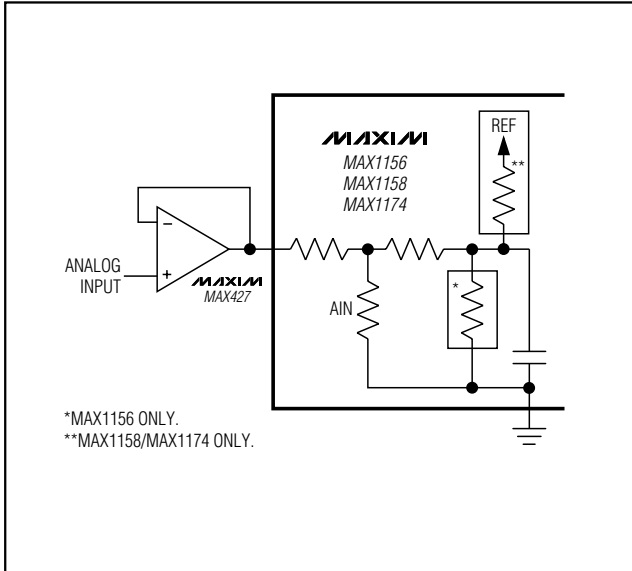 MAXIM
MAX1156
MAX1158
MAX1174
REF
**
−
+
ANALOG
INPUT
MAXIM
MAX427
AIN
*
*MAX1156 ONLY.
**MAX1158/MAX1174 ONLY.